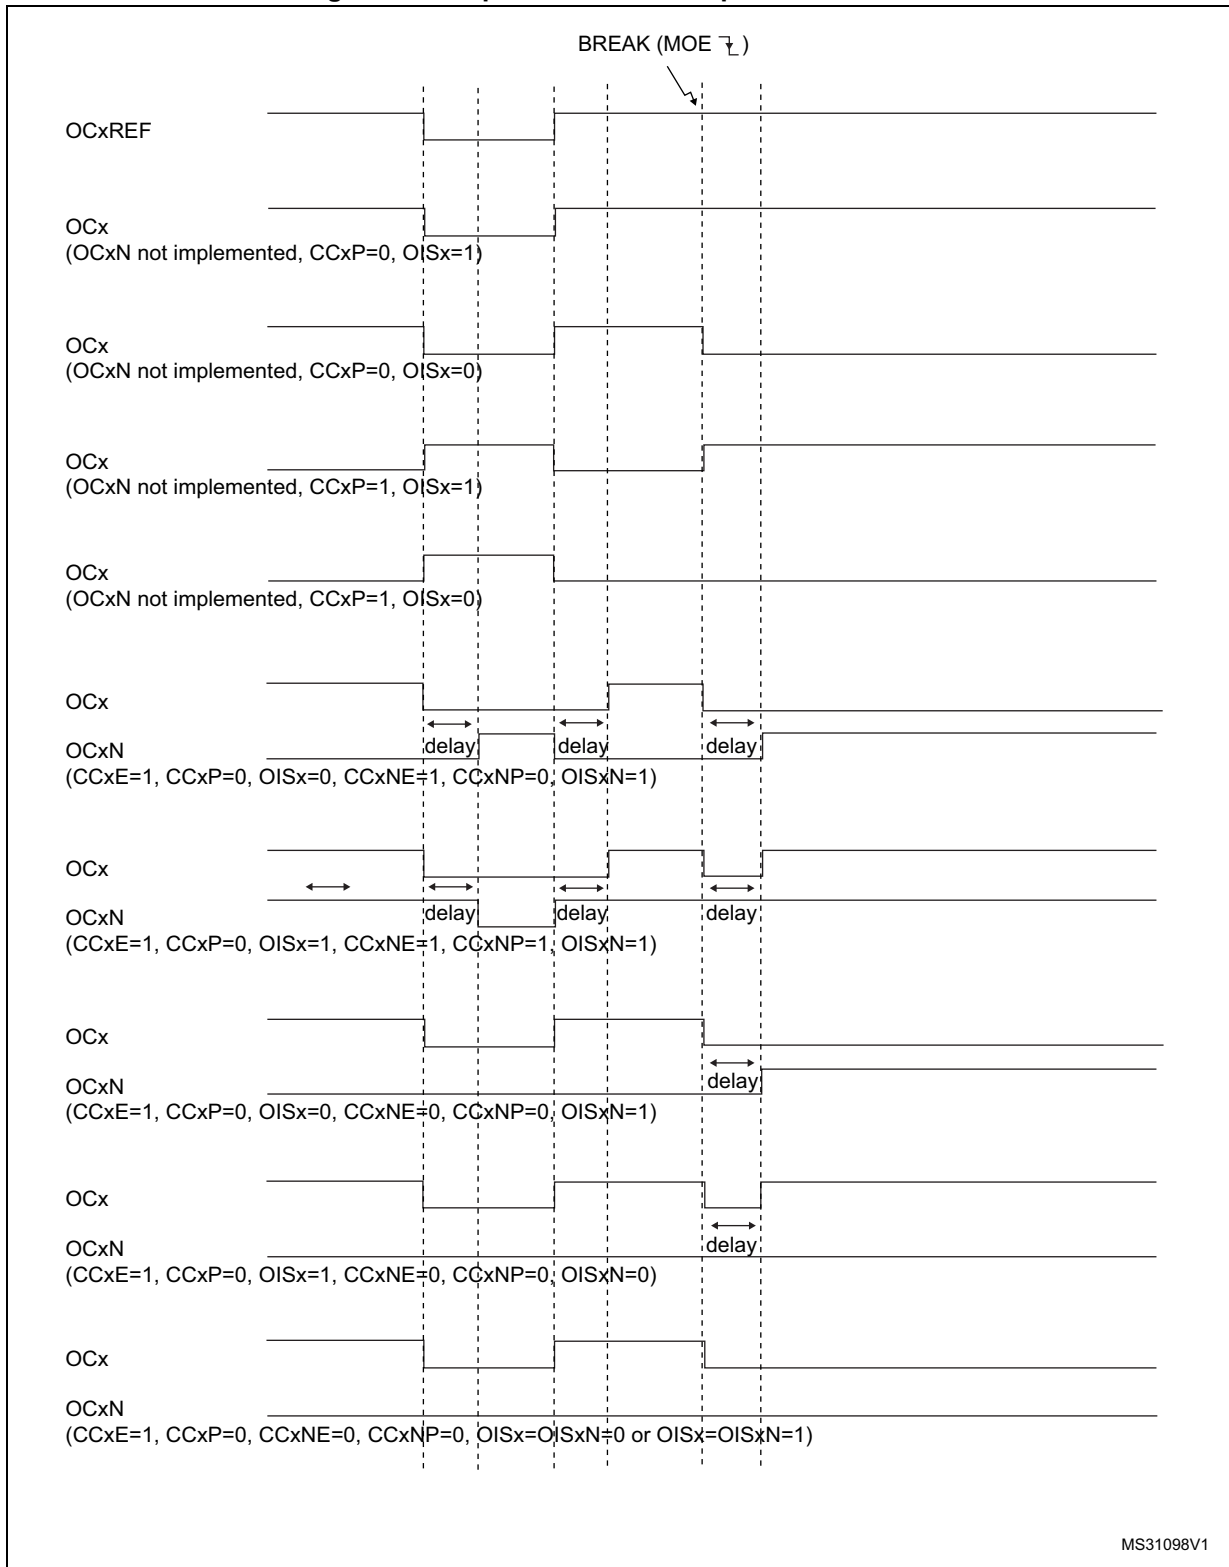 BREAK (MOE )
OCxREF
OCx
(OCxN not implemented, CCxP=0, OISx=1)
OCx
(OCxN not implemented, CCxP=0, OISx=0)
OCx
(OCxN not implemented, CCxP=1, OISx=1)
OCx
(OCxN not implemented, CCxP=1, OISx=0)
OCx
OCxN delay delay delay
(CCxE=1, CCxP=0, OISx=0, CCxNE=1, CCxNP=0, OISxN=1)
OCx
OCxN delay delay delay
(CCxE=1, CCxP=0, OISx=1, CCxNE=1, CCxNP=1, OISxN=1)
OCx
OCxN delay
(CCxE=1, CCxP=0, OISx=0, CCxNE=0, CCxNP=0, OISxN=1)
OCx
OCxN delay
(CCxE=1, CCxP=0, OISx=1, CCxNE=0, CCxNP=0, OISxN=0)
OCx
OCxN
(CCxE=1, CCxP=0, CCxNE=0, CCxNP=0, OISx=OISxN=0 or OISx=OISxN=1)
MS31098V1